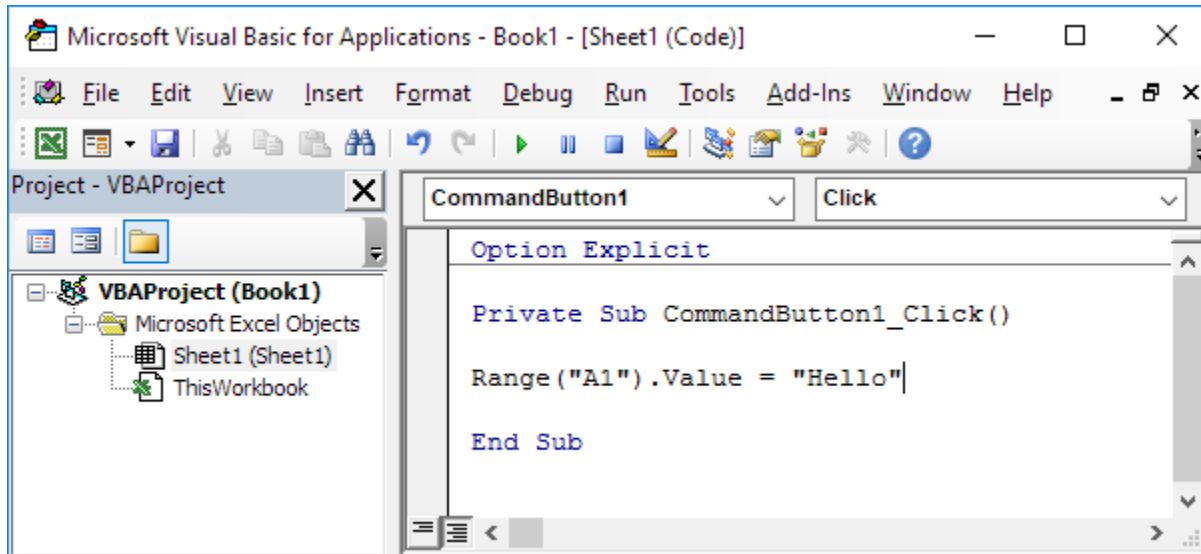 Microsoft Visual Basic for Applications - Book1 - [Sheet1 (Code)]
File Edit View Insert Format Debug Run Tools Add-Ins Window Help
Project - VBAProject
CommandButton1 Click
VBAProject (Book1)
Microsoft Excel Objects
Sheet1 (Sheet1)
ThisWorkbook
Option Explicit
Private Sub CommandButton1_Click()
Range("A1").Value = "Hello"
End Sub